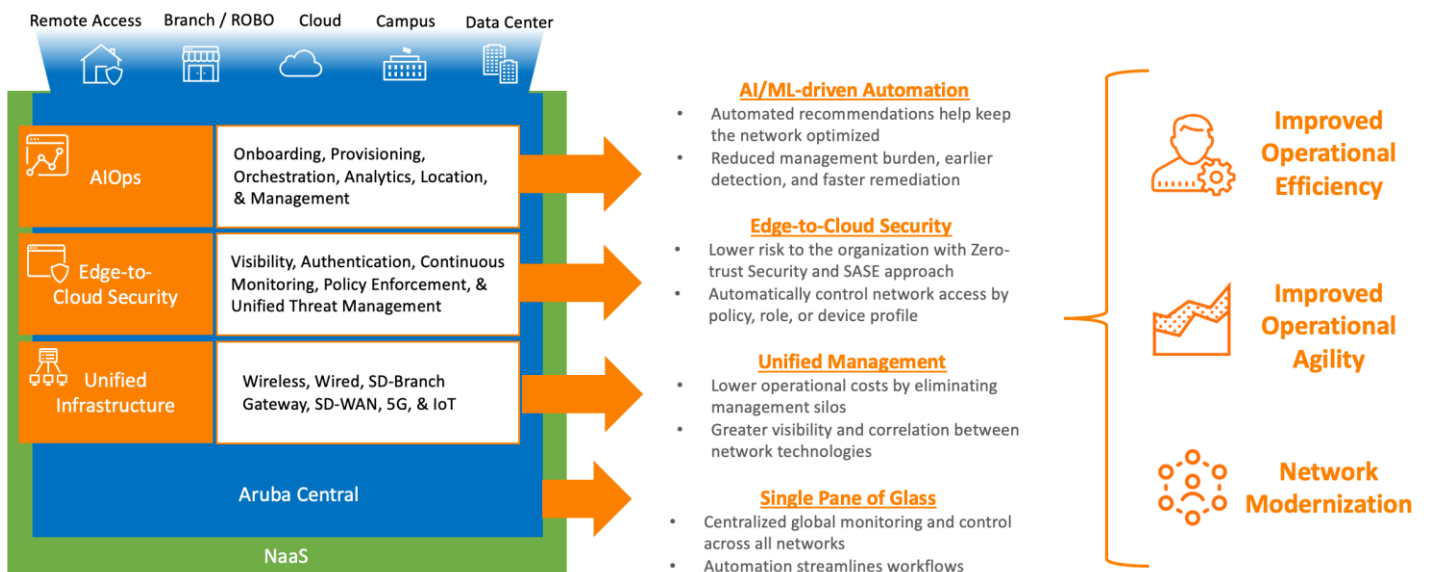 Remote Access
Branch / ROBO
Cloud
Campus
Data Center
AIOps
Onboarding, Provisioning,
Orchestration, Analytics, Location,
& Management
Edge-to-
Cloud Security
Visibility, Authentication, Continuous
Monitoring, Policy Enforcement, &
Unified Threat Management
Unified
Infrastructure
Wireless, Wired, SD-Branch
Gateway, SD-WAN, 5G, & IoT
Aruba Central
NaaS
AI/ML-driven Automation
• Automated recommendations help keep
the network optimized
• Reduced management burden, earlier
detection, and faster remediation
Edge-to-Cloud Security
• Lower risk to the organization with Zero-
trust Security and SASE approach
• Automatically control network access by
policy, role, or device profile
Unified Management
• Lower operational costs by eliminating
management silos
• Greater visibility and correlation between
network technologies
Single Pane of Glass
• Centralized global monitoring and control
across all networks
• Automation streamlines workflows
Improved
Operational
Efficiency
Improved
Operational
Agility
Network
Modernization